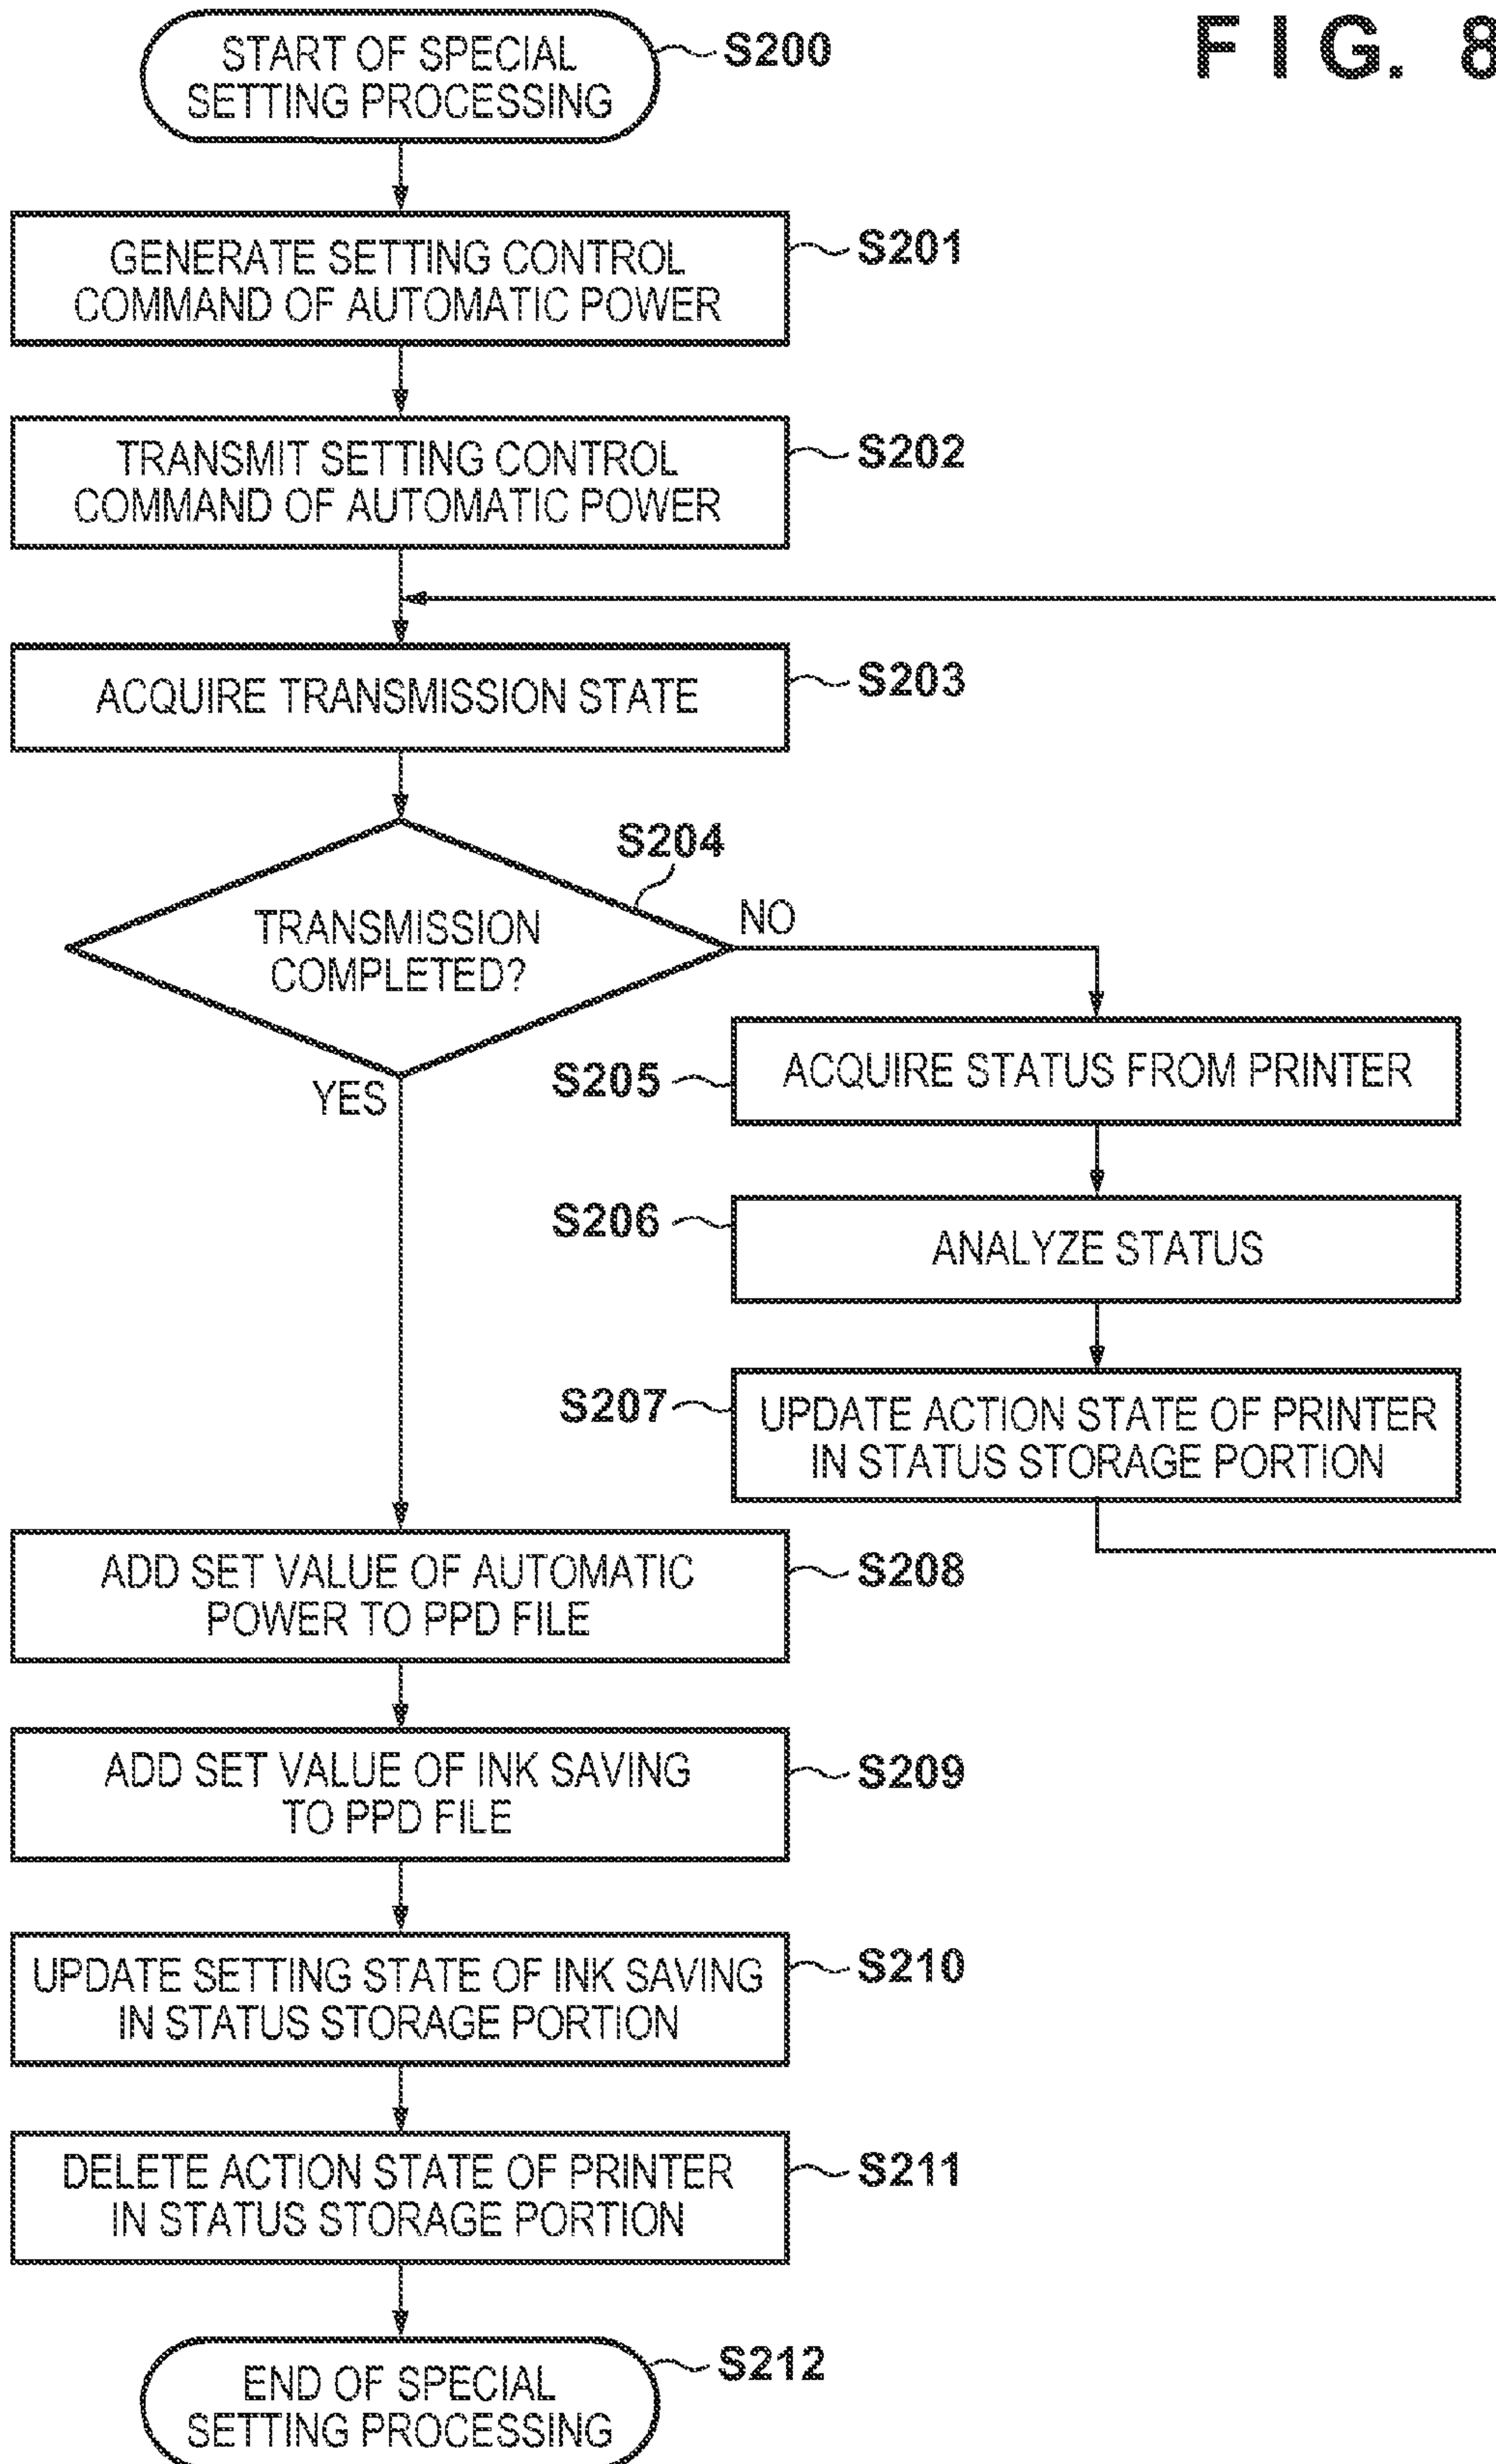 FIG. 8
START OF SPECIAL
SETTING PROCESSING
S200
GENERATE SETTING CONTROL
COMMAND OF AUTOMATIC POWER
S201
TRANSMIT SETTING CONTROL
COMMAND OF AUTOMATIC POWER
S202
ACQUIRE TRANSMISSION STATE
S203
S204
TRANSMISSION
COMPLETED?
NO
YES
S205
ACQUIRE STATUS FROM PRINTER
S206
ANALYZE STATUS
S207
UPDATE ACTION STATE OF PRINTER
IN STATUS STORAGE PORTION
ADD SET VALUE OF AUTOMATIC
POWER TO PPD FILE
S208
ADD SET VALUE OF INK SAVING
TO PPD FILE
S209
UPDATE SETTING STATE OF INK SAVING
IN STATUS STORAGE PORTION
S210
DELETE ACTION STATE OF PRINTER
IN STATUS STORAGE PORTION
S211
END OF SPECIAL
SETTING PROCESSING
S212